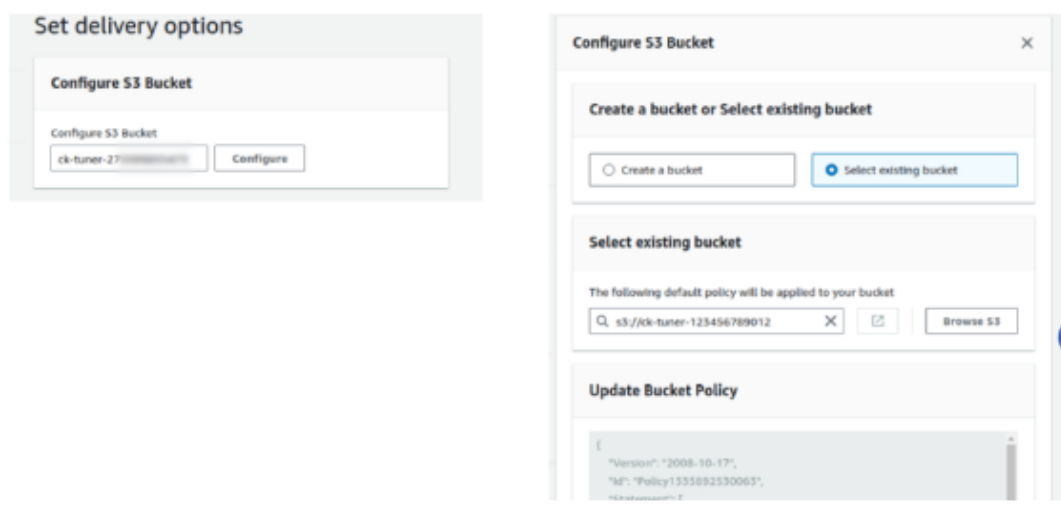 Set delivery options
Configure S3 Bucket
Configure S3 Bucket
ck-tuner-27
Configure
Configure S3 Bucket
Create a bucket or Select existing bucket
Create a bucket
Select existing bucket
Select existing bucket
The following default policy will be applied to your bucket
s3://ck-tuner-123456789012
Browse S3
Update Bucket Policy
{
"Version": "2008-10-17",
"Id": "Policy1335892530063",
"Statement": [